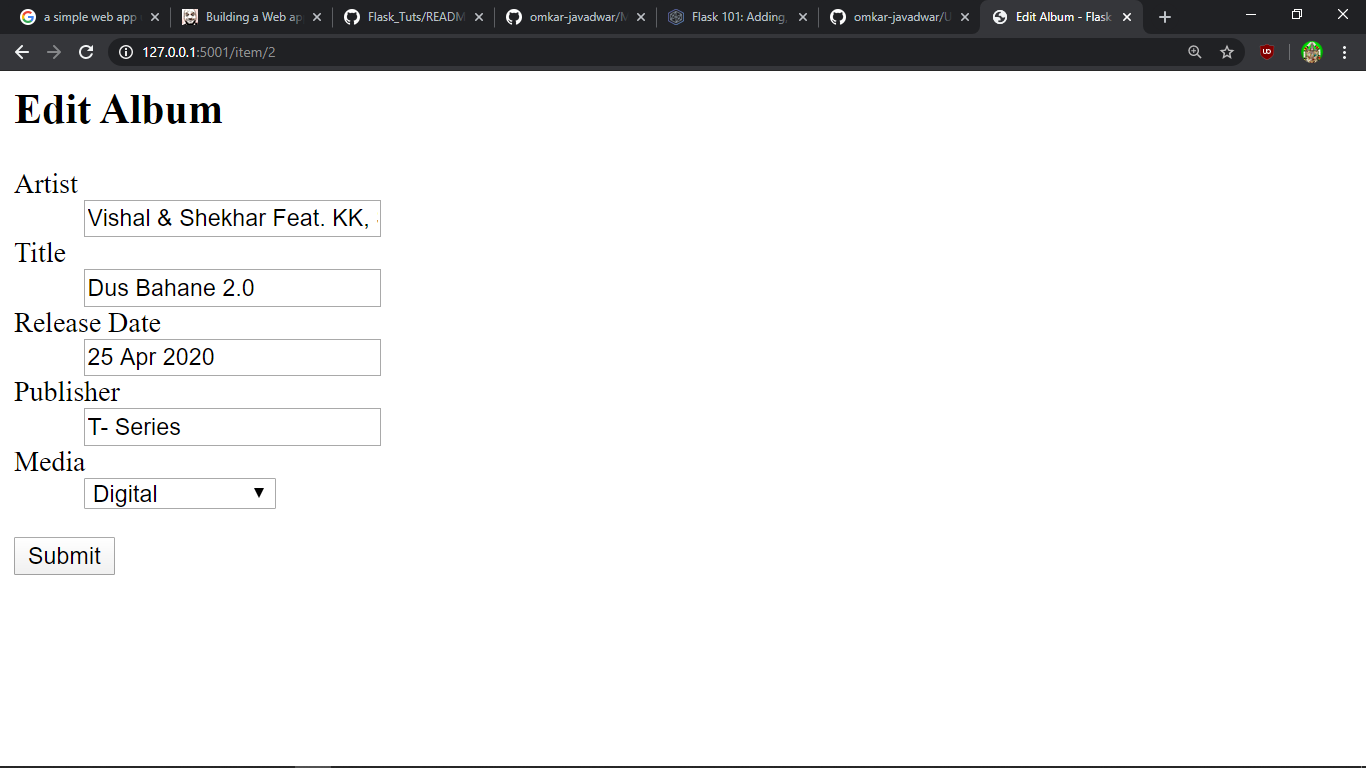 a simple web app
Building a Web ap
Flask_Tuts/READM
omkar-javadwar/
Flask 101: Adding,
omkar-javadwar/U
Edit Album - Flask
127.0.0.1:5001/item/2
Edit Album
Artist
Vishal & Shekhar Feat. KK,
Title
Dus Bahane 2.0
Release Date
25 Apr 2020
Publisher
T- Series
Media
Digital
Submit